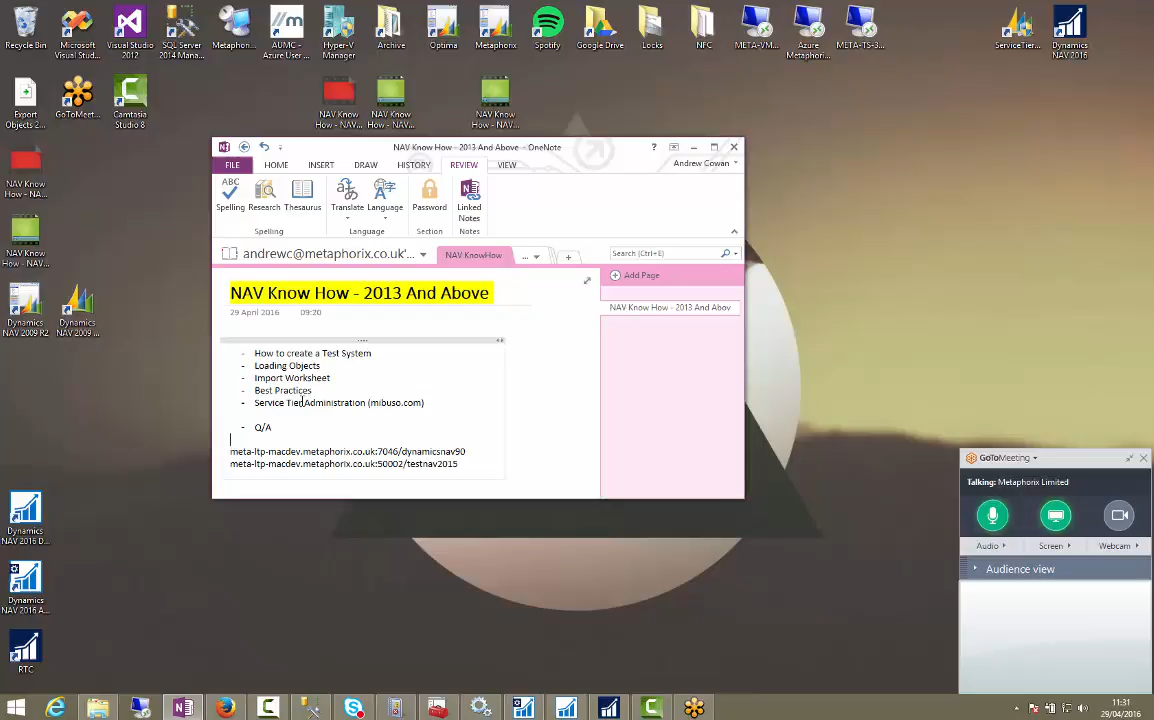 Recycle Bin
Microsoft Visual Stud...
Visual Studio 2012
SQL Server 2014 Mana...
Metaphori...
AUMC - Azure User ...
Hyper-V Manager
Archive
Optima
Metaphorix
Spotify
Google Drive
Locks
NFC
META-VM...
Azure Metaphori...
META-TS-3...
ServiceTier...
Dynamics NAV 2016
Export Objects 2...
GoToMeet...
Camtasia Studio 8
NAV Know How - NAV...
NAV Know How - NAV...
NAV Know How - NAV...
NAV Know How - NA...
NAV Know How - NAV...
Dynamics NAV 2009 R2
Dynamics NAV 2009 ...
Dynamics NAV 2016 D...
Dynamics NAV 2016 A...
RTC
NAV Know How - 2013 And Above - OneNote
FILE HOME INSERT DRAW HISTORY REVIEW VIEW
Andrew Cowan
ABC
Spelling Research Thesaurus Translate Language Password Linked Notes
Spelling Language Section Notes
andrewc@metaphorix.co.uk'... NAV KnowHow ... Search (Ctrl+E)
Add Page
NAV Know How - 2013 And Abov
NAV Know How - 2013 And Above
29 April 2016 09:20
- How to create a Test System
- Loading Objects
- Import Worksheet
- Best Practices
- Service Tier Administration (mibuso.com)
- Q/A
meta-ltp-macdev.metaphorix.co.uk:7046/dynamicsnav90
meta-ltp-macdev.metaphorix.co.uk:50002/testnav2015
GoToMeeting
Talking: Metaphorix Limited
Audio Screen Webcam
Audience view
11:31
29/04/2016